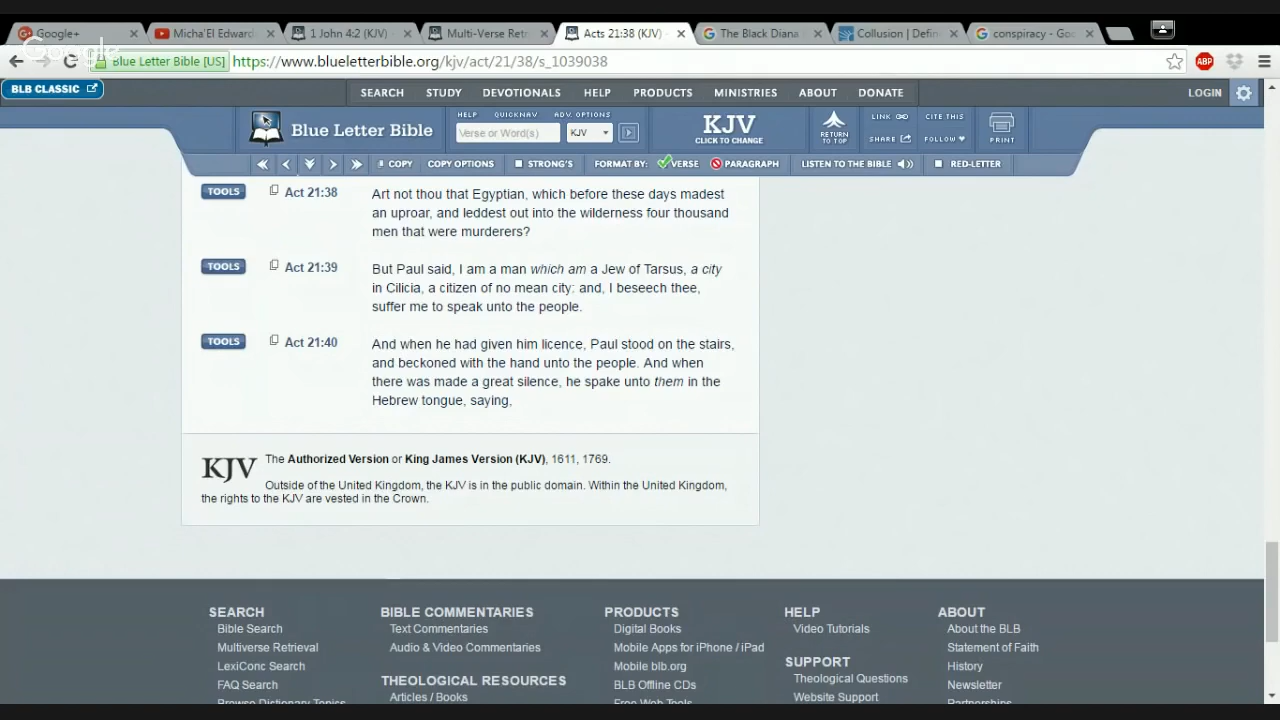 Google+
Micha'El Edward
1 John 4:2 (KJV)
Multi-Verse Retr
Acts 21:38 (KJV)
The Black Diana
Collusion | Defin
conspiracy - Goo
Google
Blue Letter Bible [US]
https://www.blueletterbible.org/kjv/act/21/38/s_1039038
ABP
BLB CLASSIC
SEARCH STUDY DEVOTIONALS HELP PRODUCTS MINISTRIES ABOUT DONATE
LOGIN
Blue Letter Bible
HELP QUICKNAV ADV. OPTIONS
Verse or Word(s)
KJV
KJV
CLICK TO CHANGE
RETURN
TO TOP
LINK
CITE THIS
SHARE
FOLLOW
PRINT
COPY
COPY OPTIONS
STRONG'S
FORMAT BY:
VERSE
PARAGRAPH
LISTEN TO THE BIBLE
RED-LETTER
TOOLS
Act 21:38
Art not thou that Egyptian, which before these days madest
an uproar, and leddest out into the wilderness four thousand
men that were murderers?
TOOLS
Act 21:39
But Paul said, I am a man which am a Jew of Tarsus, a city
in Cilicia, a citizen of no mean city: and, I beseech thee,
suffer me to speak unto the people.
TOOLS
Act 21:40
And when he had given him licence, Paul stood on the stairs,
and beckoned with the hand unto the people. And when
there was made a great silence, he spake unto them in the
Hebrew tongue, saying,
KJV
The Authorized Version or King James Version (KJV), 1611, 1769.
Outside of the United Kingdom, the KJV is in the public domain. Within the United Kingdom,
the rights to the KJV are vested in the Crown.
SEARCH
Bible Search
Multiverse Retrieval
LexiConc Search
FAQ Search
Browse Dictionary Topics
BIBLE COMMENTARIES
Text Commentaries
Audio & Video Commentaries
THEOLOGICAL RESOURCES
Articles / Books
PRODUCTS
Digital Books
Mobile Apps for iPhone / iPad
Mobile blb.org
BLB Offline CDs
Free Web Tools
HELP
Video Tutorials
SUPPORT
Theological Questions
Website Support
ABOUT
About the BLB
Statement of Faith
History
Newsletter
Partnerships